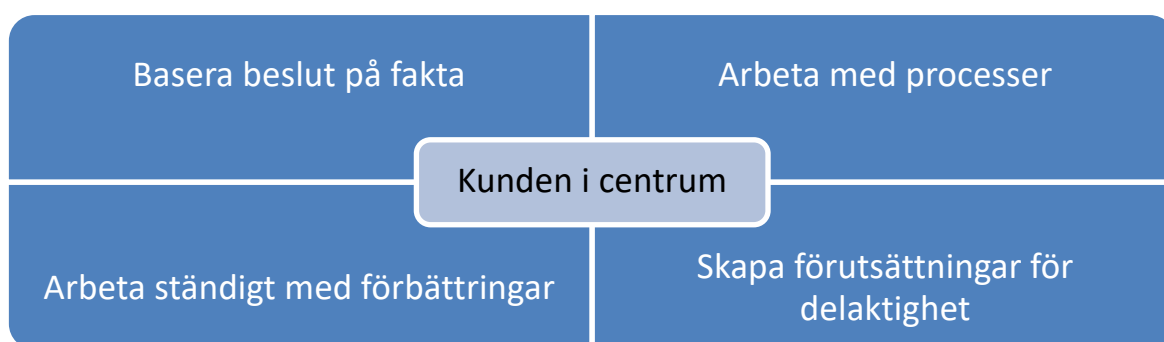 Basera beslut på fakta
Arbeta med processer
Kunden i centrum
Arbeta ständigt med förbättringar
Skapa förutsättningar för
delaktighet